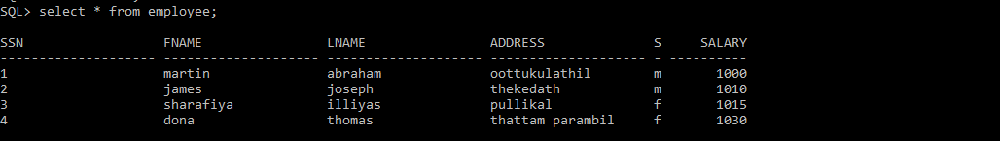 SQL> select * from employee;
SSN FNAME LNAME ADDRESS S SALARY
-------------------- -------------------- -------------------- -------------------- - ----------
1 martin abraham oottukulathil m 1000
2 james joseph thekedath m 1010
3 sharafiya illiyas pullikal f 1015
4 dona thomas thattam parambil f 1030